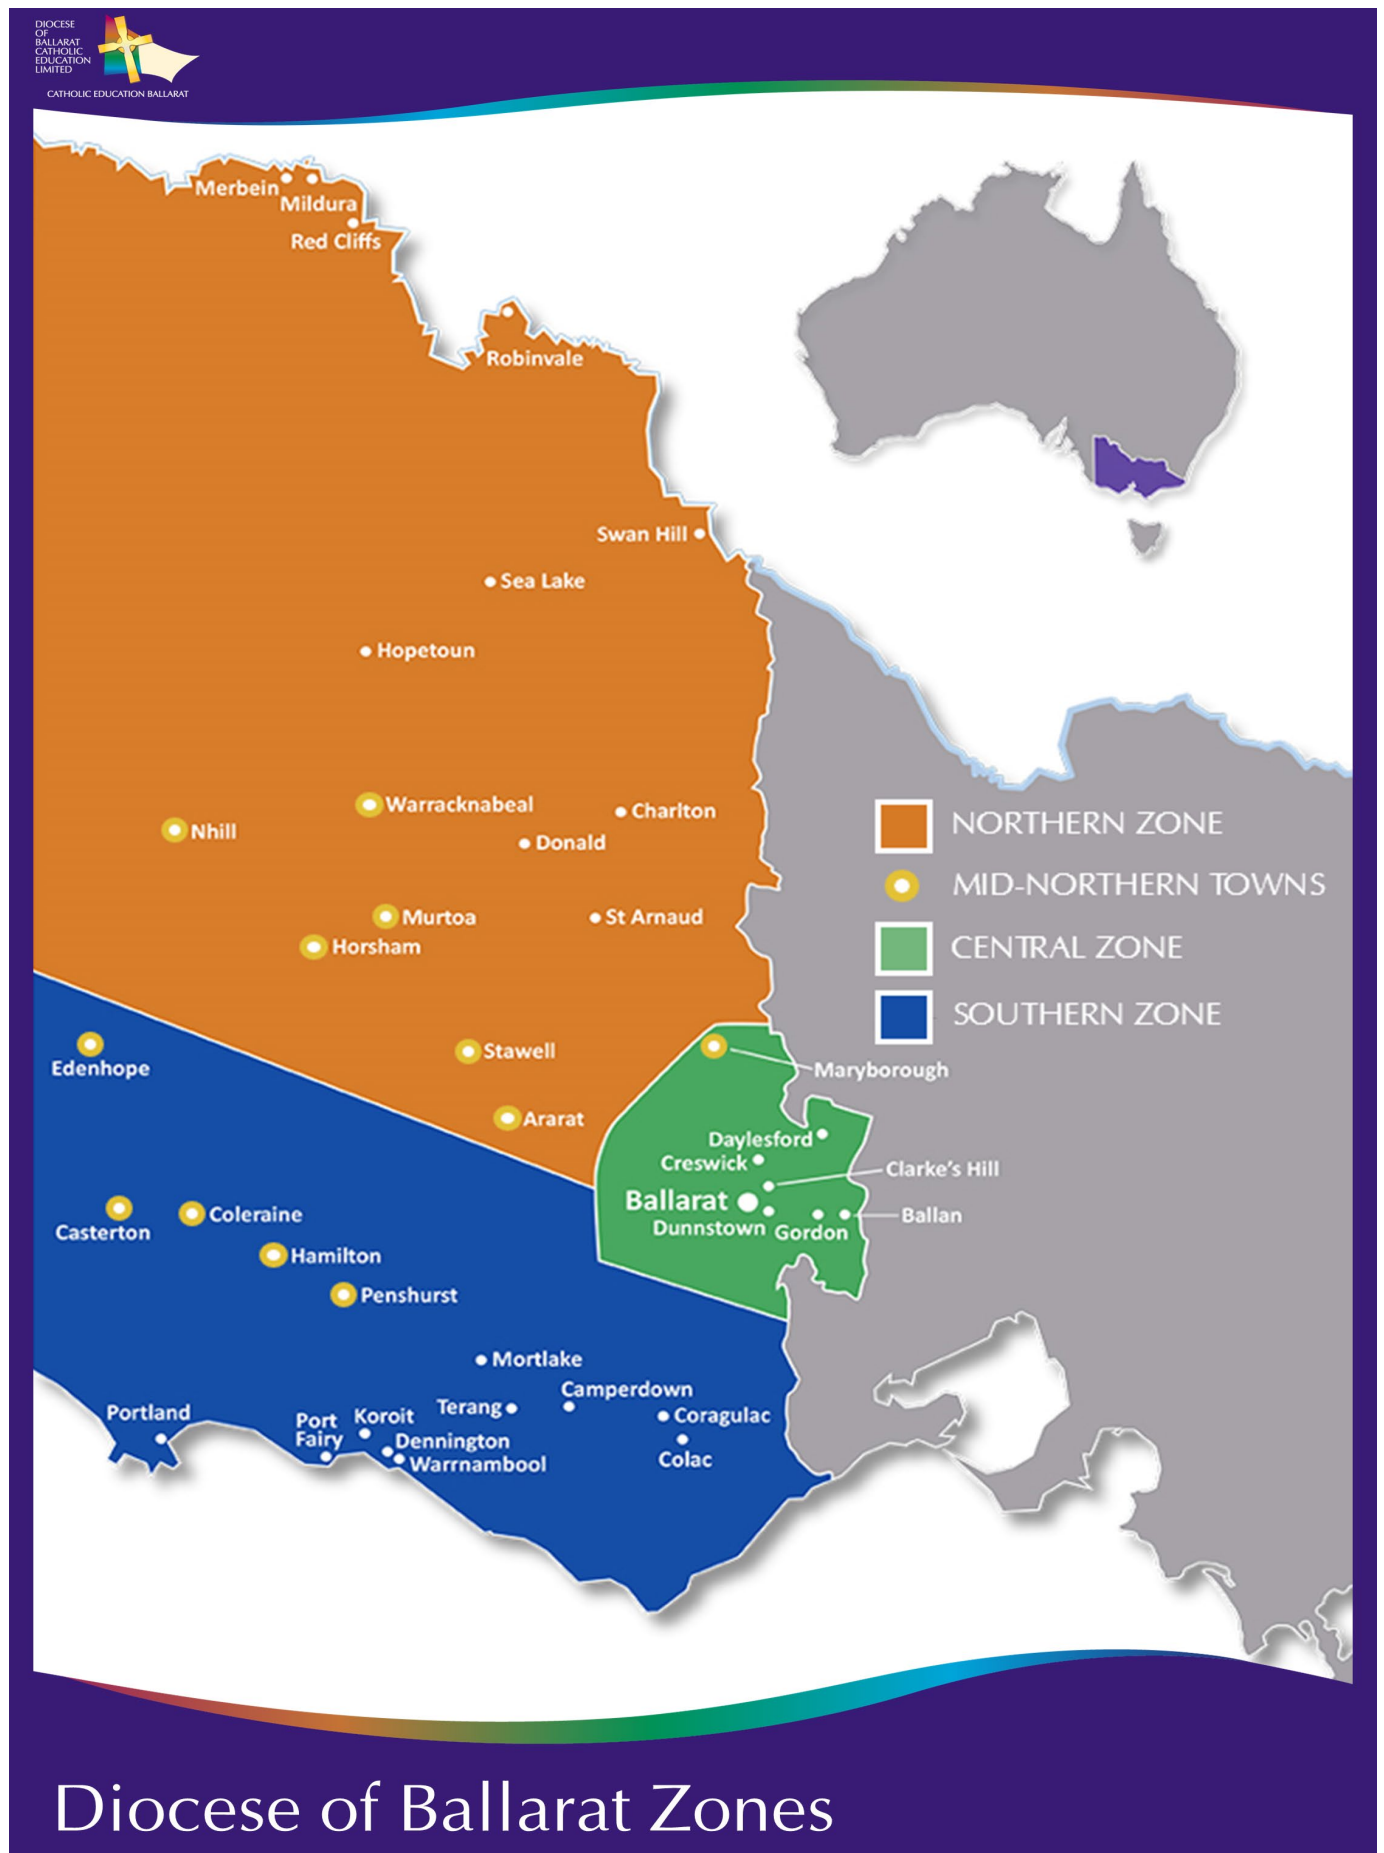 DIOCESE
OF
BALLARAT
CATHOLIC
EDUCATION
LIMITED
CATHOLIC EDUCATION BALLARAT
Merbein
Mildura
Red Cliffs
Robinvale
Swan Hill
Sea Lake
Hopetoun
Warracknabeal
Charlton
Nhill
Donald
Murtoa
St Arnaud
Horsham
NORTHERN ZONE
MID-NORTHERN TOWNS
CENTRAL ZONE
SOUTHERN ZONE
Edenhope
Stawell
Maryborough
Ararat
Daylesford
Creswick
Clarke's Hill
Ballarat
Dunnstown
Gordon
Ballan
Casterton
Coleraine
Hamilton
Penshurst
Mortlake
Camperdown
Portland
Port
Fairy
Koroit
Terang
Coragulac
Dennington
Warrnambool
Colac
Diocese of Ballarat Zones